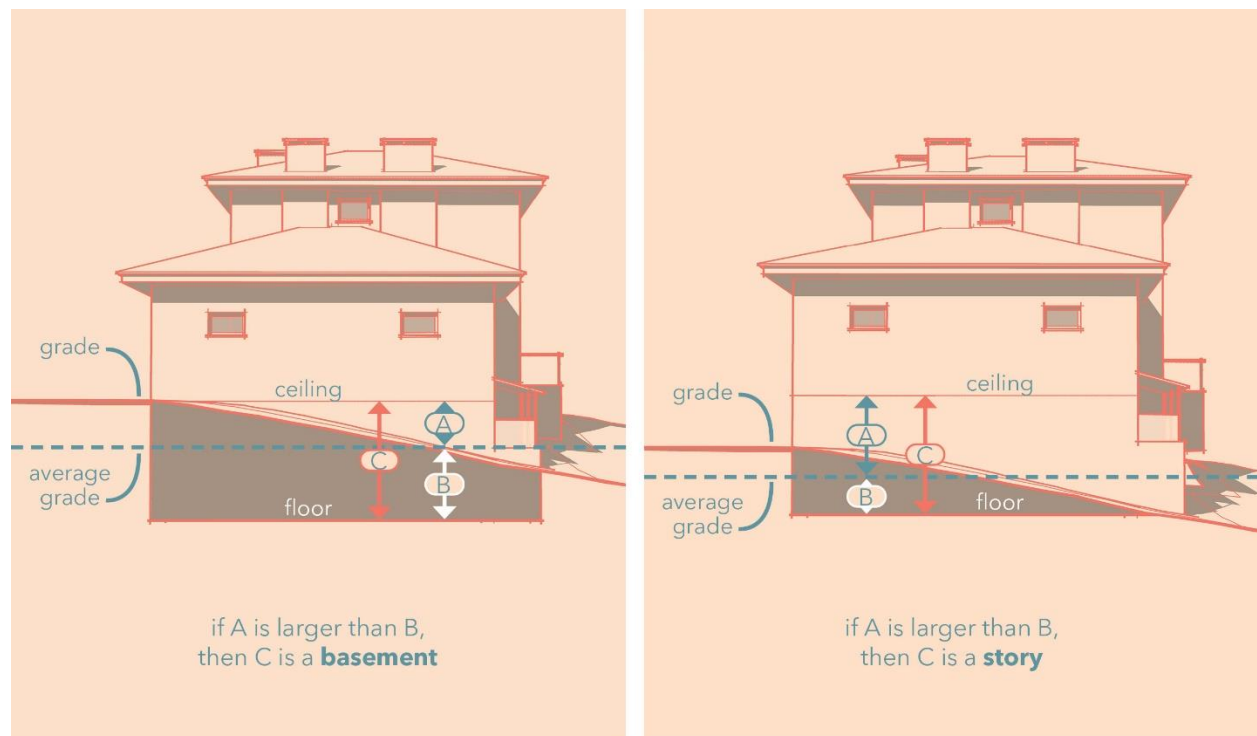 grade
ceiling
A
C
average
grade
B
floor
if A is larger than B,
then C is a basement
grade
ceiling
A
C
average
grade
B
floor
if A is larger than B,
then C is a story